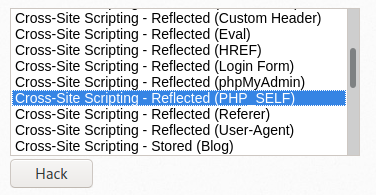 Cross-Site Scripting - Reflected (Custom Header)
Cross-Site Scripting - Reflected (Eval)
Cross-Site Scripting - Reflected (HREF)
Cross-Site Scripting - Reflected (Login Form)
Cross-Site Scripting - Reflected (phpMyAdmin)
Cross-Site Scripting - Reflected (PHP_SELF)
Cross-Site Scripting - Reflected (Referer)
Cross-Site Scripting - Reflected (User-Agent)
Cross-Site Scripting - Stored (Blog)
Hack